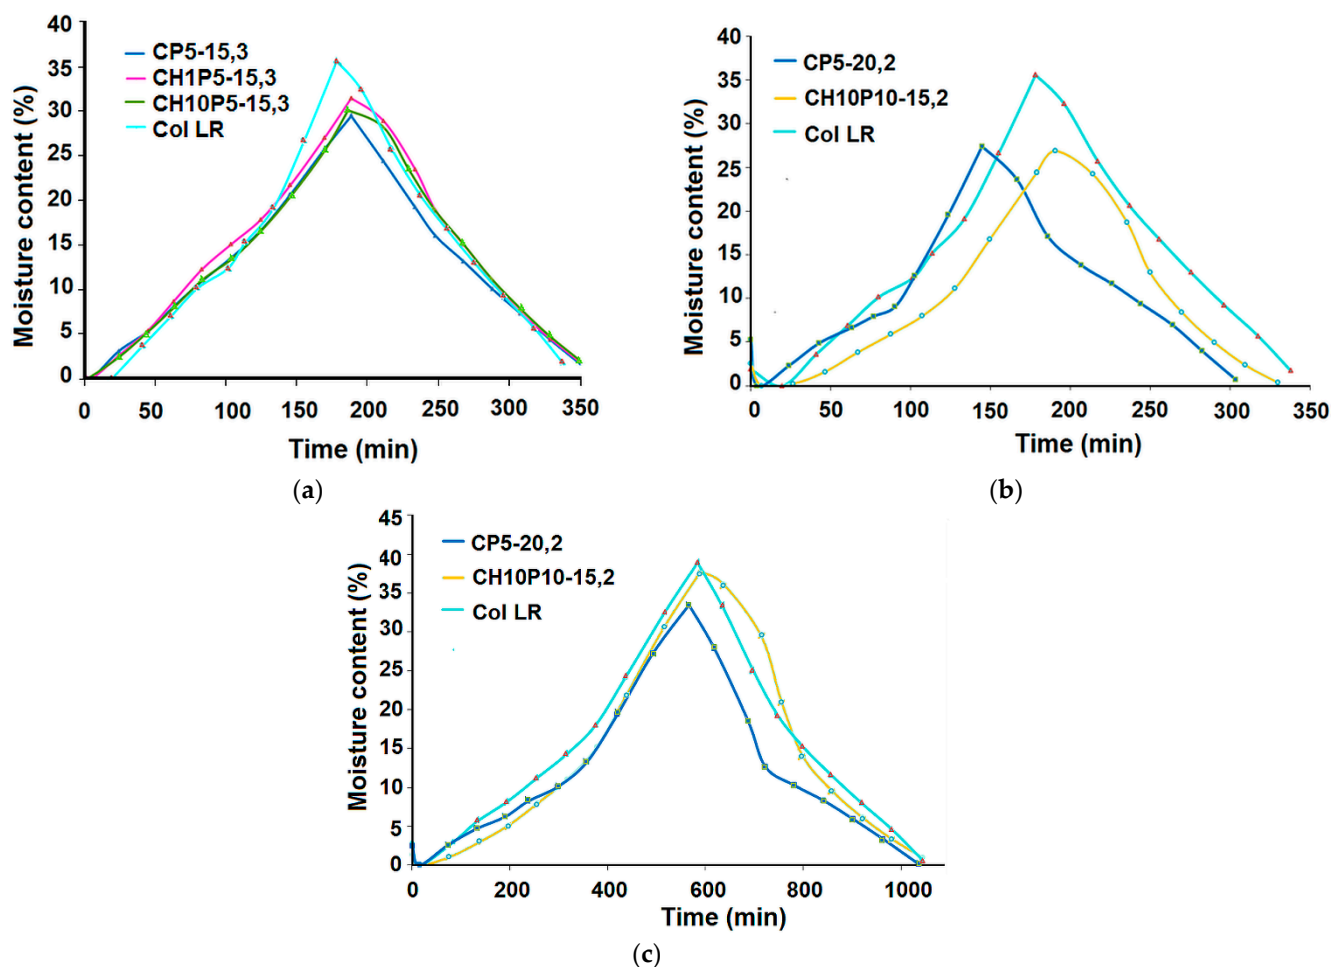 40
35
30
25
20
15
10
5
0
Moisture content (%)
CP5-15,3
CH1P5-15,3
CH10P5-15,3
Col LR
0 50 100 150 200 250 300 350
Time (min)
(a)
40
35
30
25
20
15
10
5
0
Moisture content (%)
CP5-20,2
CH10P10-15,2
Col LR
0 50 100 150 200 250 300 350
Time (min)
(b)
45
40
35
30
25
20
15
10
5
0
Moisture content (%)
CP5-20,2
CH10P10-15,2
Col LR
0 200 400 600 800 1000
Time (min)
(c)